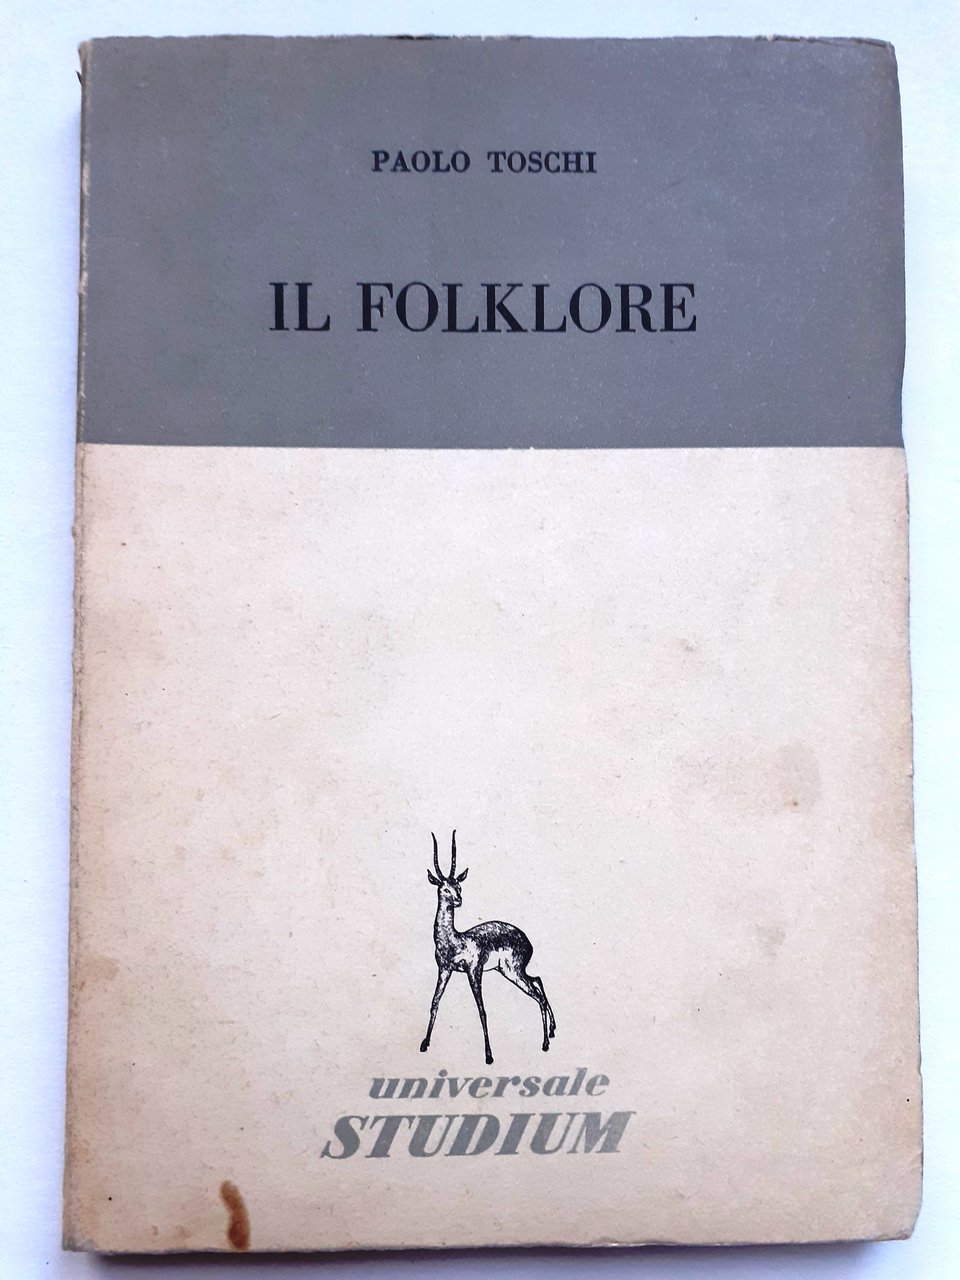 PAOLO TOSCHI
IL FOLKLORE
universale
STUDIUM